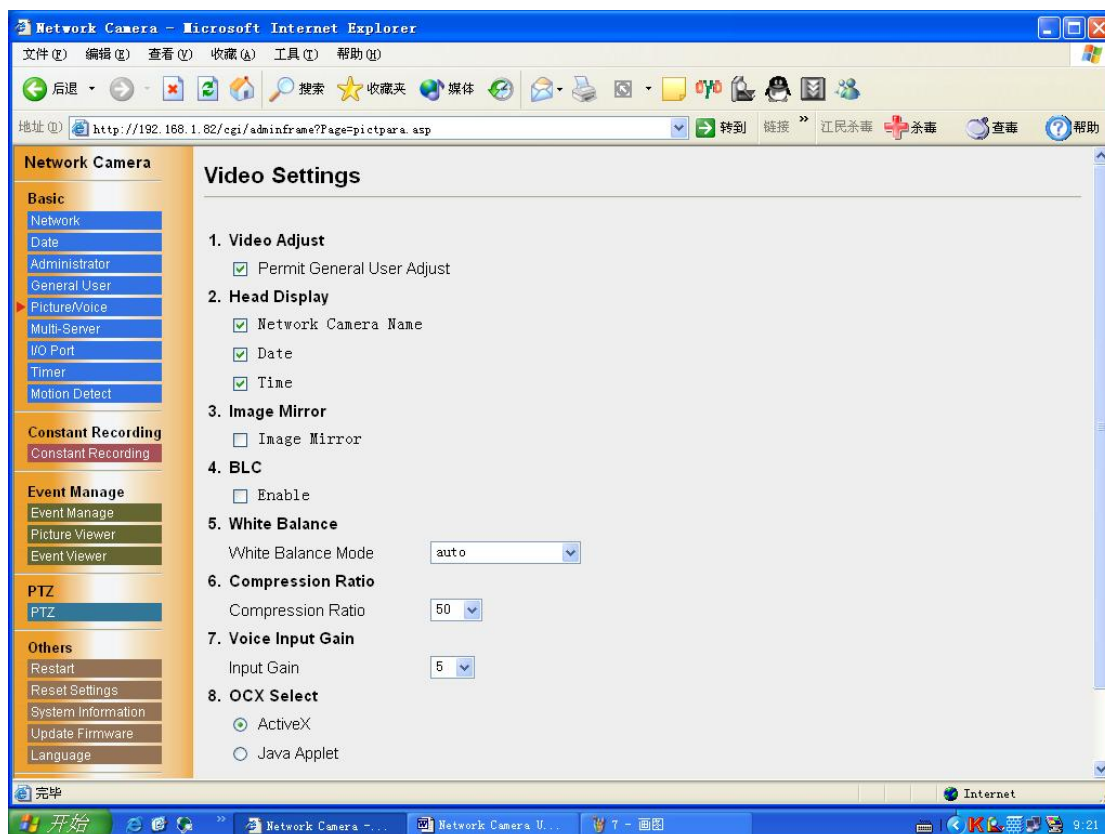 Network Camera - Microsoft Internet Explorer
文件(F) 编辑(E) 查看(V) 收藏(A) 工具(T) 帮助(H)
后退 搜索 收藏夹 媒体
地址(D) http://192.168.1.82/cgi/adminframe?Page=pictpara.asp 转到 链接 » 江民杀毒 杀毒 查毒 帮助
Network Camera
Basic
Network
Date
Administrator
General User
Picture/Voice
Multi-Server
I/O Port
Timer
Motion Detect
Constant Recording
Constant Recording
Event Manage
Event Manage
Picture Viewer
Event Viewer
PTZ
PTZ
Others
Restart
Reset Settings
System Information
Update Firmware
Language
Video Settings
1. Video Adjust
Permit General User Adjust
2. Head Display
Network Camera Name
Date
Time
3. Image Mirror
Image Mirror
4. BLC
Enable
5. White Balance
White Balance Mode auto
6. Compression Ratio
Compression Ratio 50
7. Voice Input Gain
Input Gain 5
8. OCX Select
ActiveX
Java Applet
完毕 Internet
开始 » Network Camera -... Network Camera U... 7 - 画图 9:21